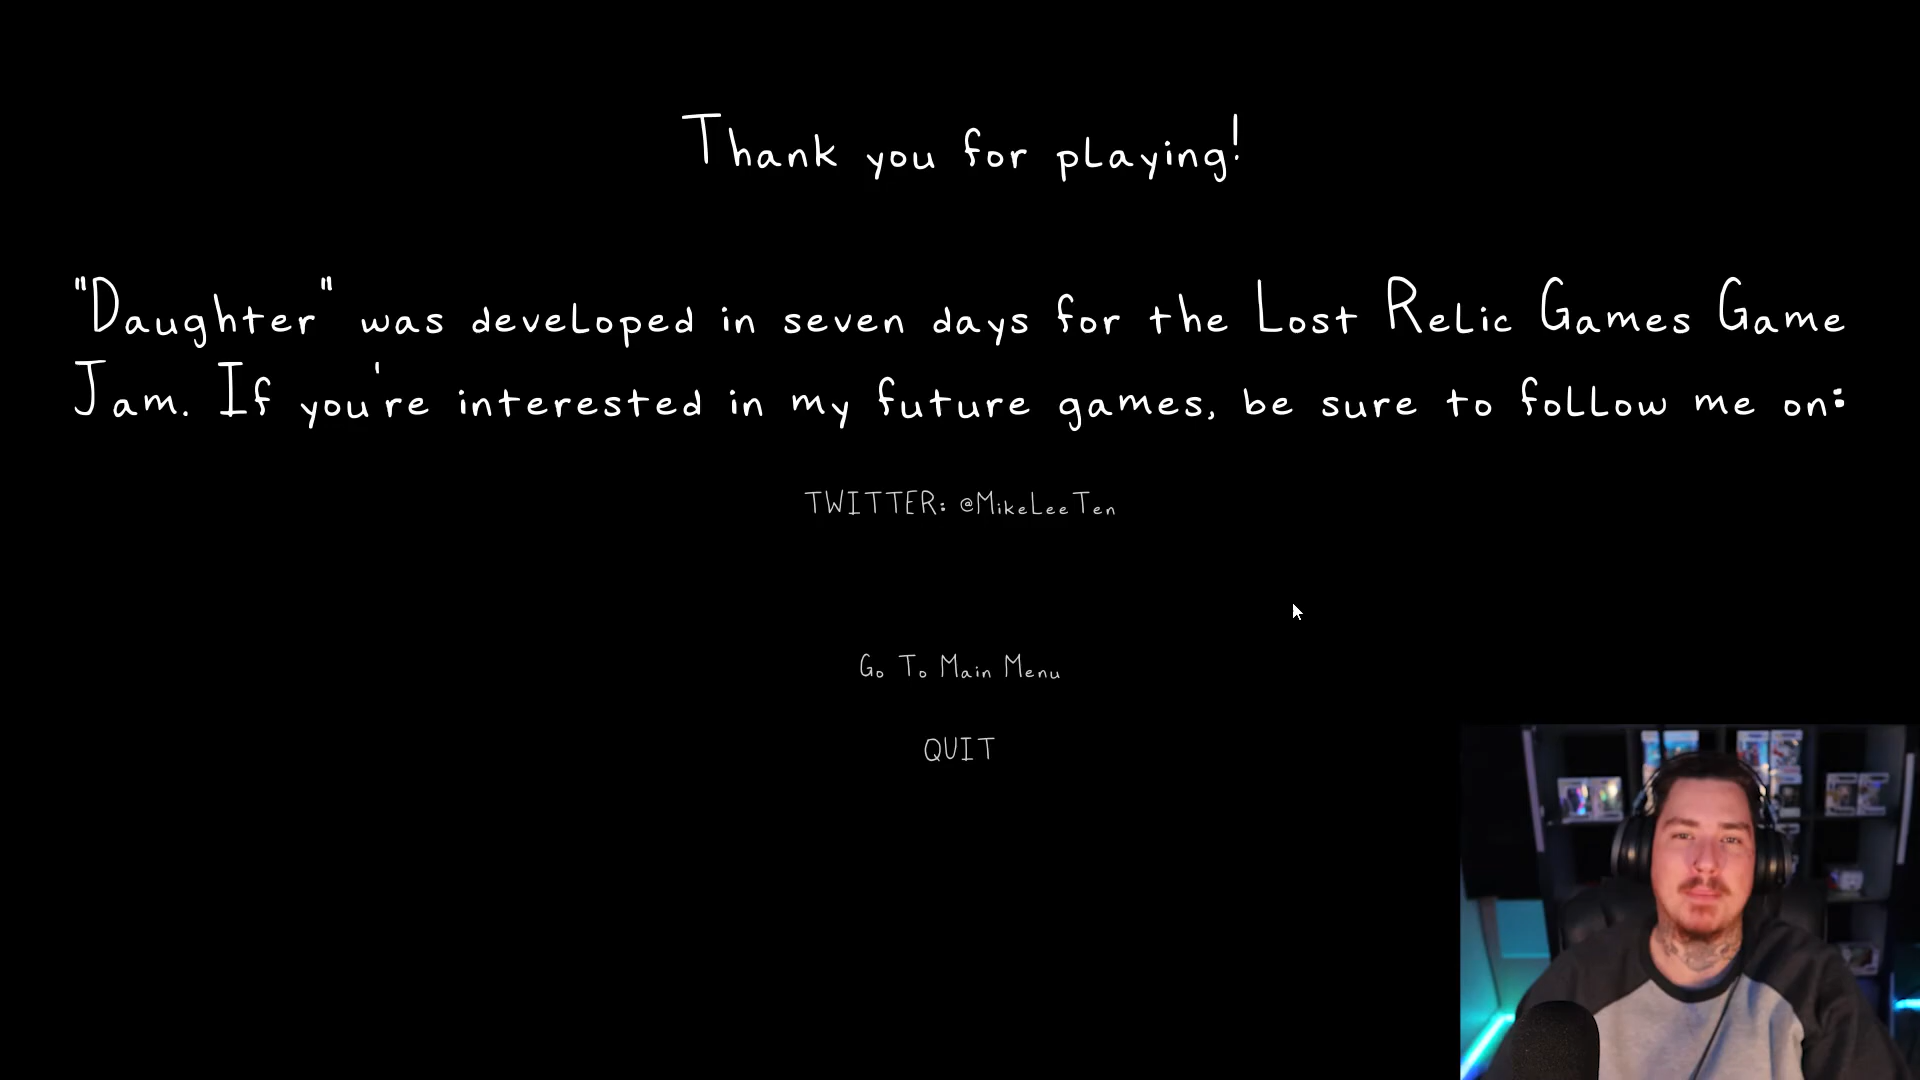 Thank you for playing!
"Daughter" was developed in seven days for the Lost Relic Games Game
Jam. If you're interested in my future games, be sure to follow me on:
TWITTER: @MikeLeeTen
Go To Main Menu
QUIT